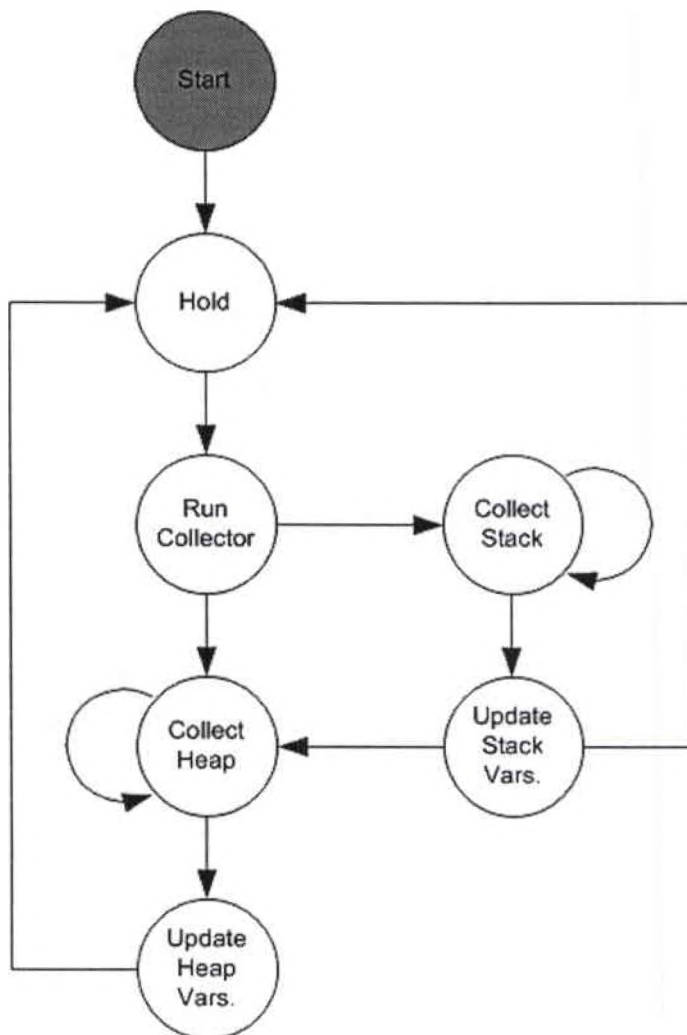 Start
Hold
Run
Collector
Collect
Stack
Collect
Heap
Update
Stack
Vars.
Update
Heap
Vars.